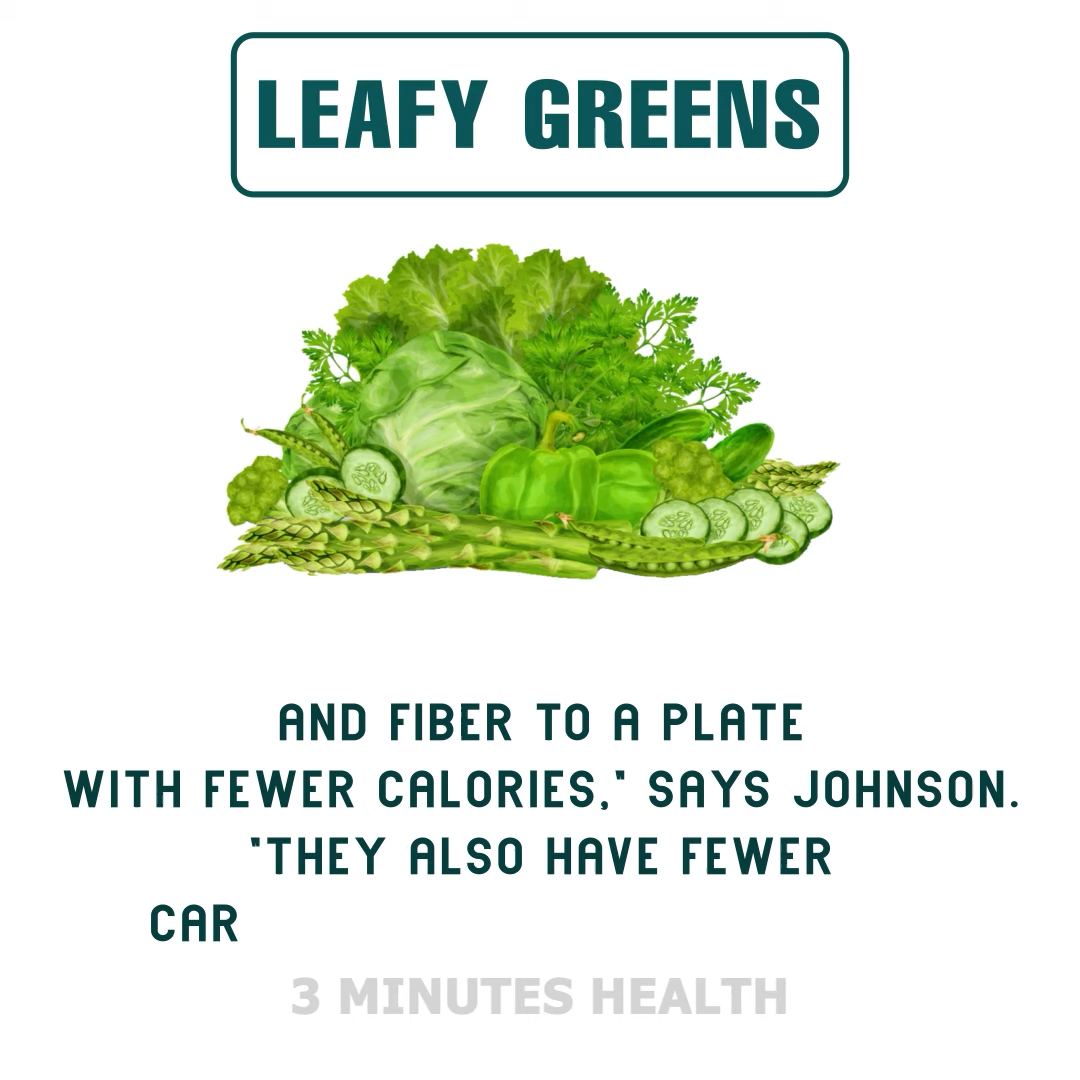 LEAFY GREENS
AND FIBER TO A PLATE
WITH FEWER CALORIES," SAYS JOHNSON.
"THEY ALSO HAVE FEWER
CAR
3 MINUTES HEALTH